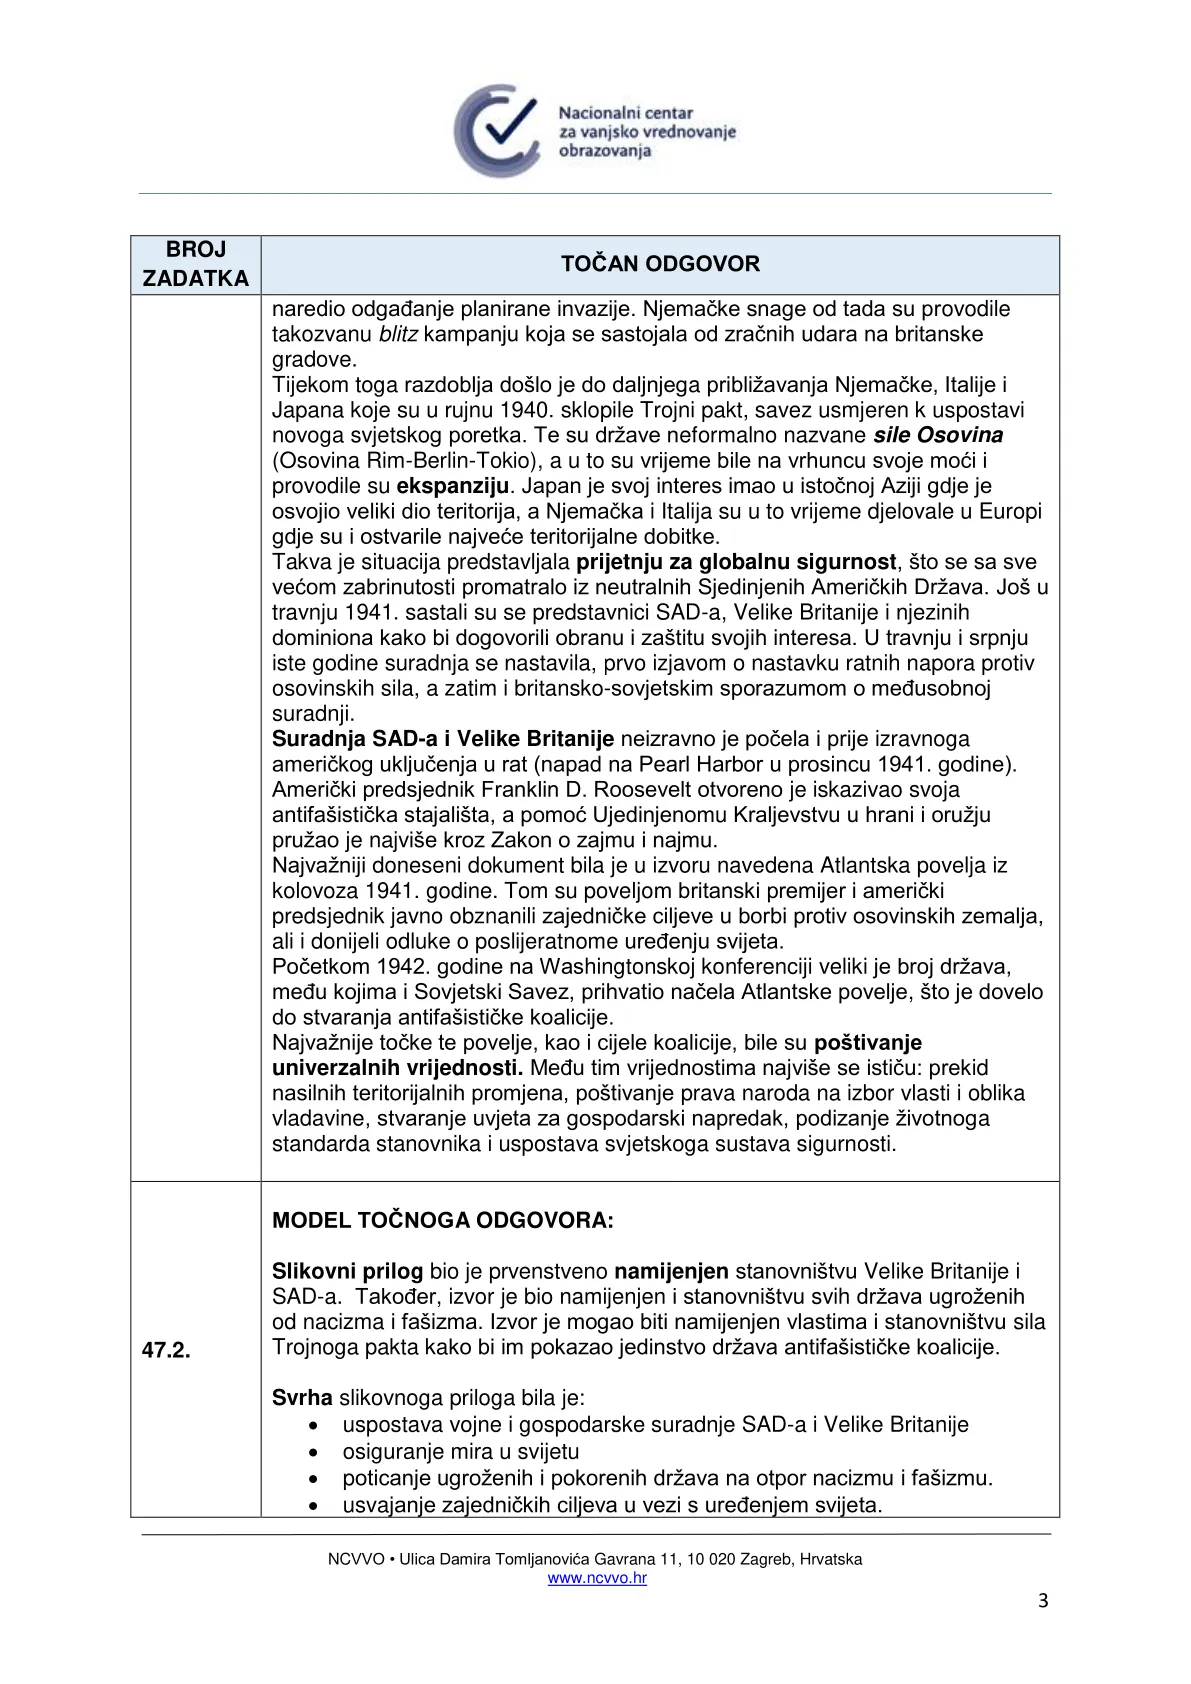 Nacionalni centar
za vanjsko vrednovanje
obrazovanja
BROJ
ZADATKA
TOČAN ODGOVOR
naredio odgađanje planirane invazije. Njemačke snage od tada su provodile
takozvanu blitz kampanju koja se sastojala od zračnih udara na britanske
gradove.
Tijekom toga razdoblja došlo je do daljnjega približavanja Njemačke, Italije i
Japana koje su u rujnu 1940. sklopile Trojni pakt, savez usmjeren k uspostavi
novoga svjetskog poretka. Te su države neformalno nazvane sile Osovina
(Osovina Rim-Berlin-Tokio), a u to su vrijeme bile na vrhuncu svoje moći i
provodile su ekspanziju. Japan je svoj interes imao u istočnoj Aziji gdje je
osvojio veliki dio teritorija, a Njemačka i Italija su u to vrijeme djelovale u Europi
gdje su i ostvarile najveće teritorijalne dobitke.
Takva je situacija predstavljala prijetnju za globalnu sigurnost, što se sa sve
većom zabrinutosti promatralo iz neutralnih Sjedinjenih Američkih Država. Još u
travnju 1941. sastali su se predstavnici SAD-a, Velike Britanije i njezinih
dominiona kako bi dogovorili obranu i zaštitu svojih interesa. U travnju i srpnju
iste godine suradnja se nastavila, prvo izjavom o nastavku ratnih napora protiv
osovinskih sila, a zatim i britansko-sovjetskim sporazumom o međusobnoj
suradnji.
Suradnja SAD-a i Velike Britanije neizravno je počela i prije izravnoga
američkog uključenja u rat (napad na Pearl Harbor u prosincu 1941. godine).
Američki predsjednik Franklin D. Roosevelt otvoreno je iskazivao svoja
antifašistička stajališta, a pomoć Ujedinjenomu Kraljevstvu u hrani i oružju
pružao je najviše kroz Zakon o zajmu i najmu.
Najvažniji doneseni dokument bila je u izvoru navedena Atlantska povelja iz
kolovoza 1941. godine. Tom su poveljom britanski premijer i američki
predsjednik javno obznanili zajedničke ciljeve u borbi protiv osovinskih zemalja,
ali i donijeli odluke o poslijeratnome uređenju svijeta.
Početkom 1942. godine na Washingtonskoj konferenciji veliki je broj država,
među kojima i Sovjetski Savez, prihvatio načela Atlantske povelje, što je dovelo
do stvaranja antifašističke koalicije.
Najvažnije točke te povelje, kao i cijele koalicije, bile su poštivanje
univerzalnih vrijednosti. Među tim vrijednostima najviše se ističu: prekid
nasilnih teritorijalnih promjena, poštivanje prava naroda na izbor vlasti i oblika
vladavine, stvaranje uvjeta za gospodarski napredak, podizanje životnoga
standarda stanovnika i uspostava svjetskoga sustava sigurnosti.
47.2.
MODEL TOČNOGA ODGOVORA:
Slikovni prilog bio je prvenstveno namijenjen stanovništvu Velike Britanije i
SAD-a.  Također, izvor je bio namijenjen i stanovništvu svih država ugroženih
od nacizma i fašizma. Izvor je mogao biti namijenjen vlastima i stanovništvu sila
Trojnoga pakta kako bi im pokazao jedinstvo država antifašističke koalicije.
Svrha slikovnoga priloga bila je:
• uspostava vojne i gospodarske suradnje SAD-a i Velike Britanije
• osiguranje mira u svijetu
• poticanje ugroženih i pokorenih država na otpor nacizmu i fašizmu.
• usvajanje zajedničkih ciljeva u vezi s uređenjem svijeta.
NCVVO • Ulica Damira Tomljanovića Gavrana 11, 10 020 Zagreb, Hrvatska
www.ncvvo.hr
3